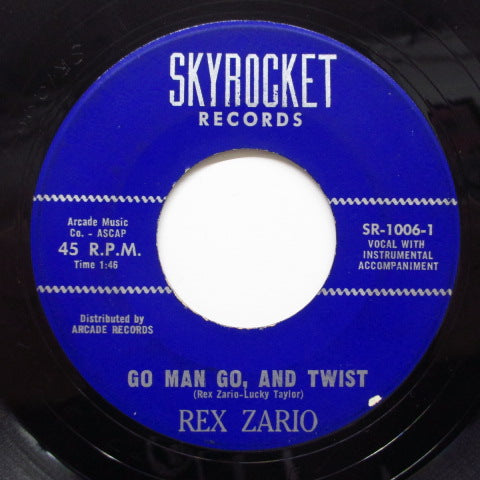 SKYROCKET
RECORDS
Arcade Music
Co. - ASCAP
45 R.P.M.
Time 1:46
SR-1006-1
VOCAL WITH
INSTRUMENTAL
ACCOMPANIMENT
Distributed by
ARCADE RECORDS
GO MAN GO, AND TWIST
(Rex Zario-Lucky Taylor)
REX ZARIO